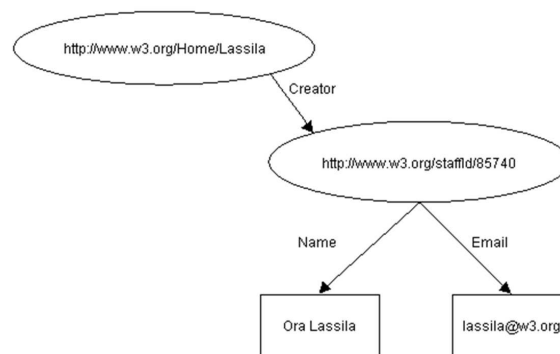 http://www.w3.org/Home/Lassila
Creator
http://www.w3.org/staffId/85740
Name
Email
Ora Lassila
lassila@w3.org